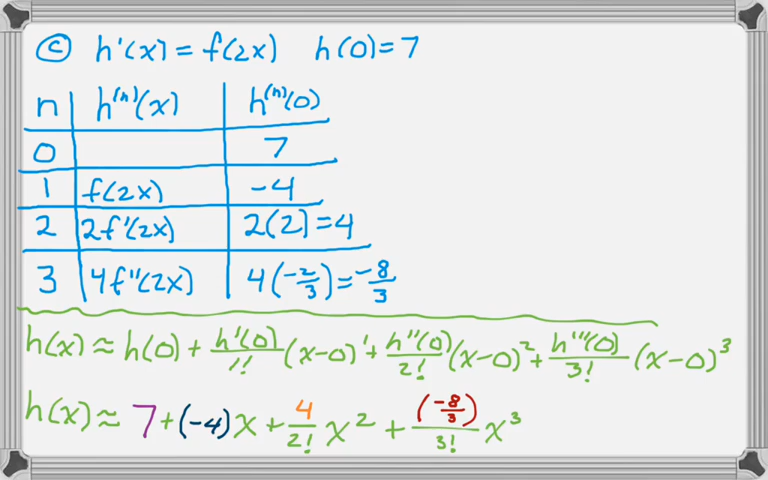 ⓒ h'(x) = f(2x)   h(0) = 7
n | h⁽ⁿ⁾(x) | h⁽ⁿ⁾(0)
0 | | 7
1 | f(2x) | -4
2 | 2f'(2x) | 2(2) = 4
3 | 4f''(2x) | 4(-2/3) = -8/3
h(x) ≈ h(0) + h'(0)/1! (x-0)¹ + h''(0)/2! (x-0)² + h'''(0)/3! (x-0)³
h(x) ≈ 7 + (-4)x + 4/2! x² + (-8/3)/3! x³